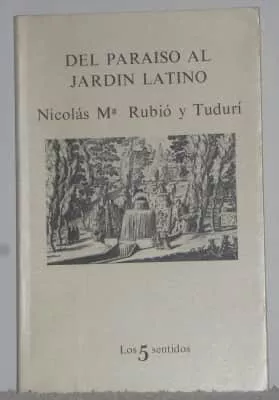 DEL PARAISO AL
JARDIN LATINO
Nicolás Mª Rubió y Tudurí
Los 5 sentidos